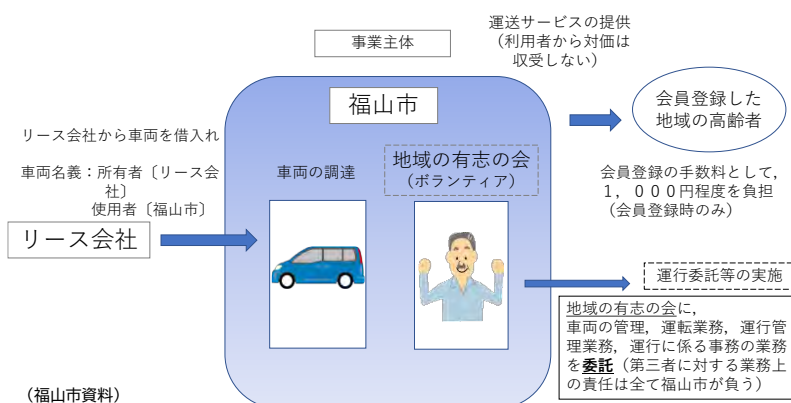 事業主体
運送サービスの提供
（利用者から対価は
収受しない）
福山市
会員登録した
地域の高齢者
リース会社から車両を借入れ
車両名義：所有者〔リース会
社〕
使用者〔福山市〕
リース会社
車両の調達
地域の有志の会
（ボランティア）
会員登録の手数料として，
１，０００円程度を負担
（会員登録時のみ）
運行委託等の実施
地域の有志の会に，
車両の管理，運転業務，運行管
理業務，運行に係る事務の業務
を委託（第三者に対する業務上
の責任は全て福山市が負う）
（福山市資料）